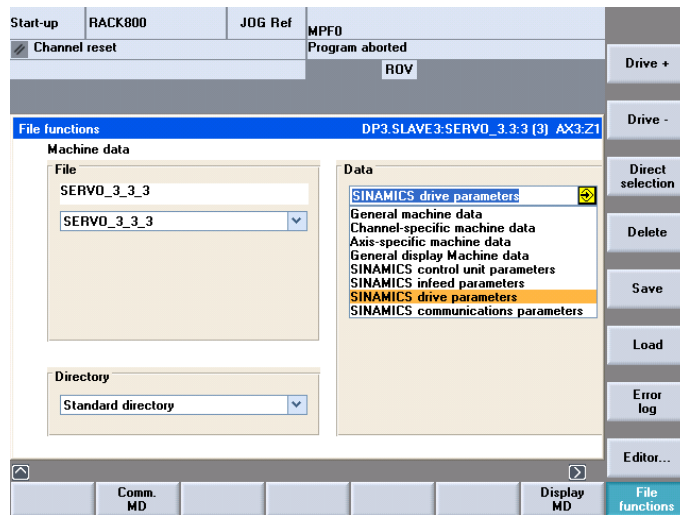 Start-up RACK800 JOG Ref MPF0
Channel reset Program aborted
ROV
File functions DP3.SLAVE3:SERVO_3.3:3 (3) AX3:Z1
Machine data
File
SERVO_3_3_3
SERVO_3_3_3
Directory
Standard directory
Data
SINAMICS drive parameters
General machine data
Channel-specific machine data
Axis-specific machine data
General display Machine data
SINAMICS control unit parameters
SINAMICS infeed parameters
SINAMICS drive parameters
SINAMICS communications parameters
Drive +
Drive -
Direct
selection
Delete
Save
Load
Error
log
Editor...
File
functions
Comm.
MD
Display
MD